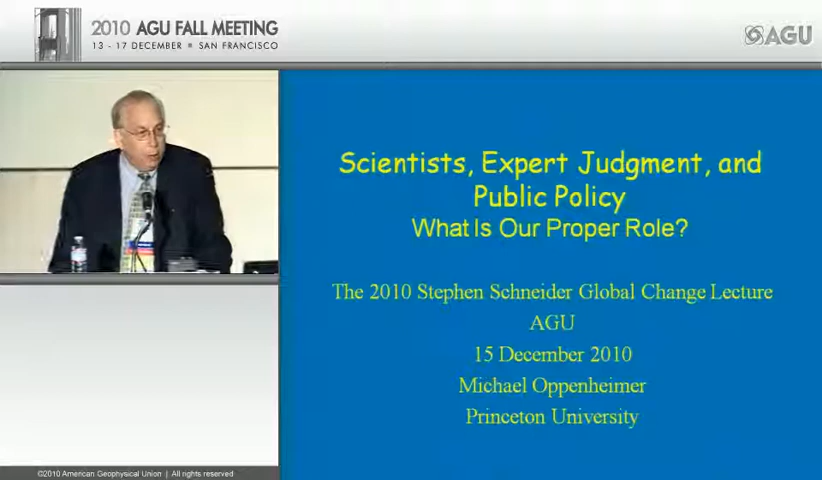 2010 AGU FALL MEETING
13 - 17 DECEMBER ■ SAN FRANCISCO
AGU
Scientists, Expert Judgment, and
Public Policy
What Is Our Proper Role?
The 2010 Stephen Schneider Global Change Lecture
AGU
15 December 2010
Michael Oppenheimer
Princeton University
©2010 American Geophysical Union | All rights reserved